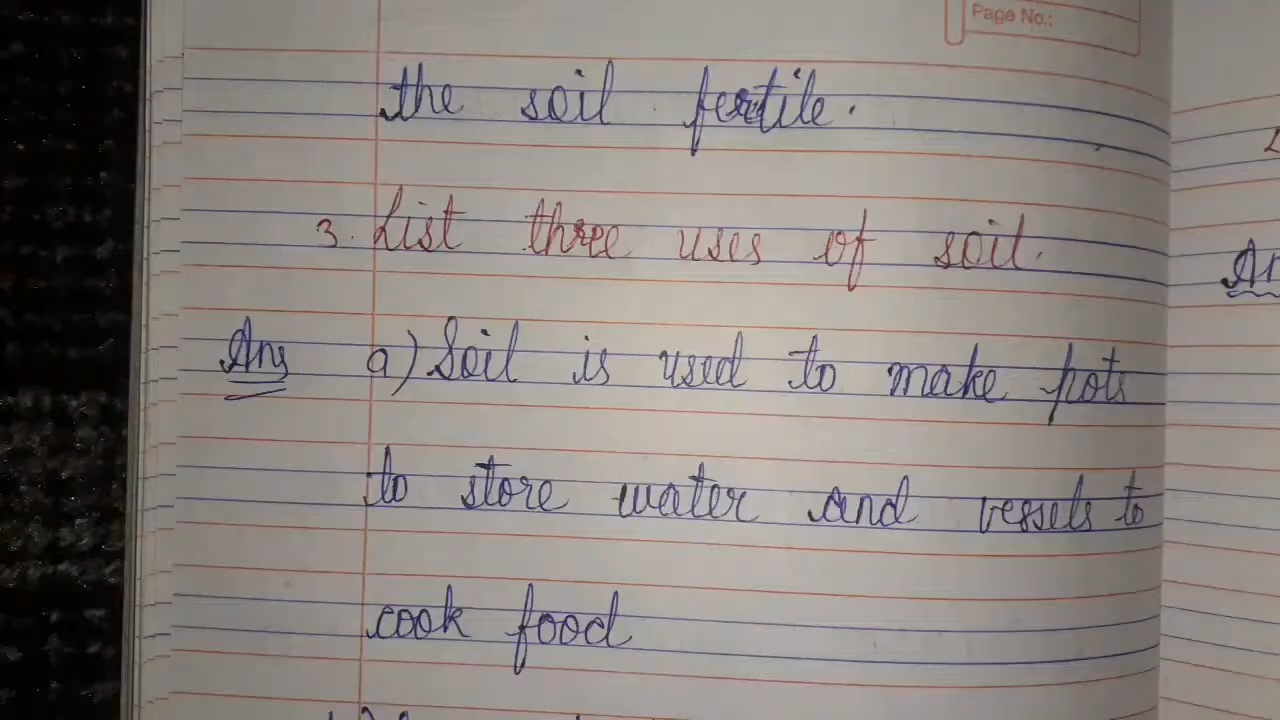 Page No.:
the soil fertile.
3. List three uses of soil.
Ans a) Soil is used to make pots
to store water and vessels to
cook food